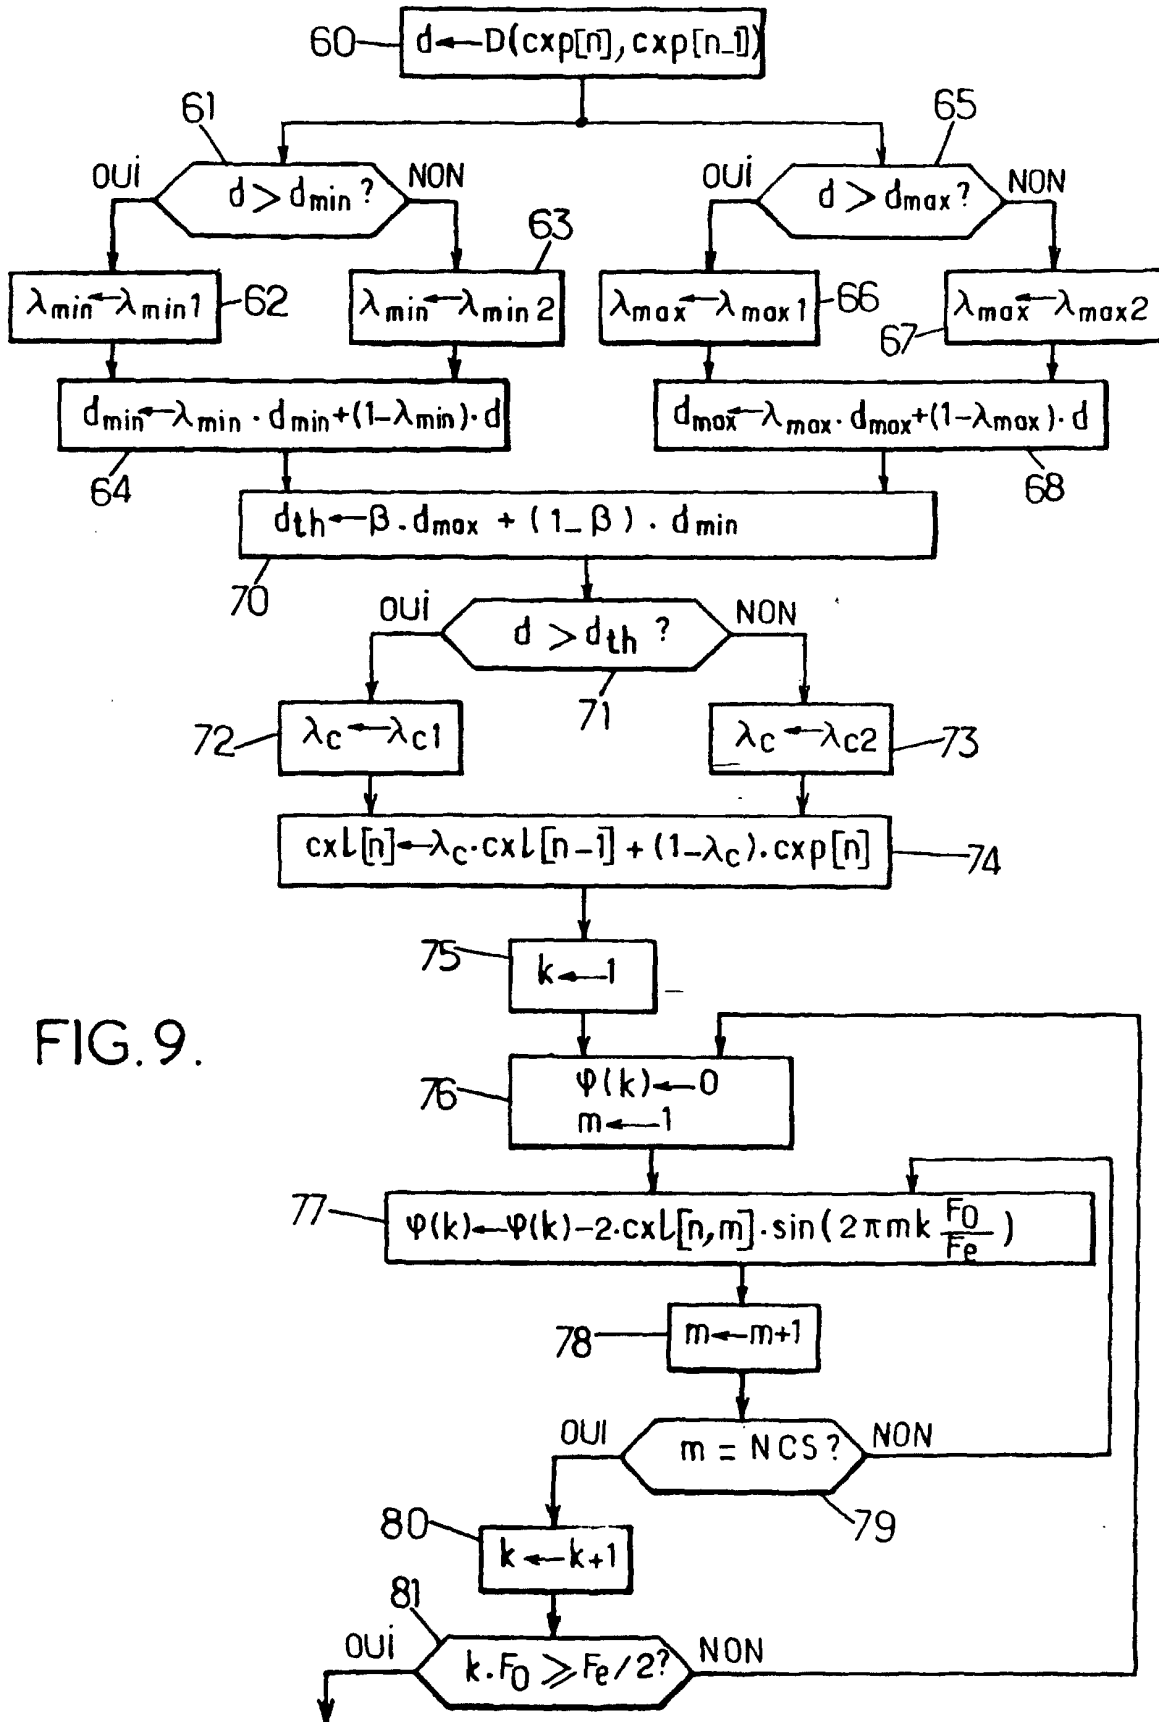 60
d←D(cxp[n],cxp[n-1])
61
65
OUi
d > dmin ?
NON
OUi
d > dmax ?
NON
63
λmin←λmin1
62
λmin←λmin2
λmax←λmax1
66
67
λmax←λmax2
dmin←λmin · dmin+(1-λmin)· d
dmax←λmax· dmax+(1-λmax)· d
64
68
dth←β.dmax + (1-β) . dmin
70
OUi
d > dth ?
NON
71
72
λc←λc1
λc←λc2
73
cxl[n]←λc·cxl[n-1] + (1-λc).cxp[n]
74
75
k←1
FIG.9.
76
φ(k)←0
m←1
77
φ(k)←φ(k)-2·cxl[n,m]·sin(2πmk F0/Fe)
78
m←m+1
OUI
m = NCS ?
NON
79
80
k←k+1
81
OUi
k.F0 ⩾ Fe/2?
NON